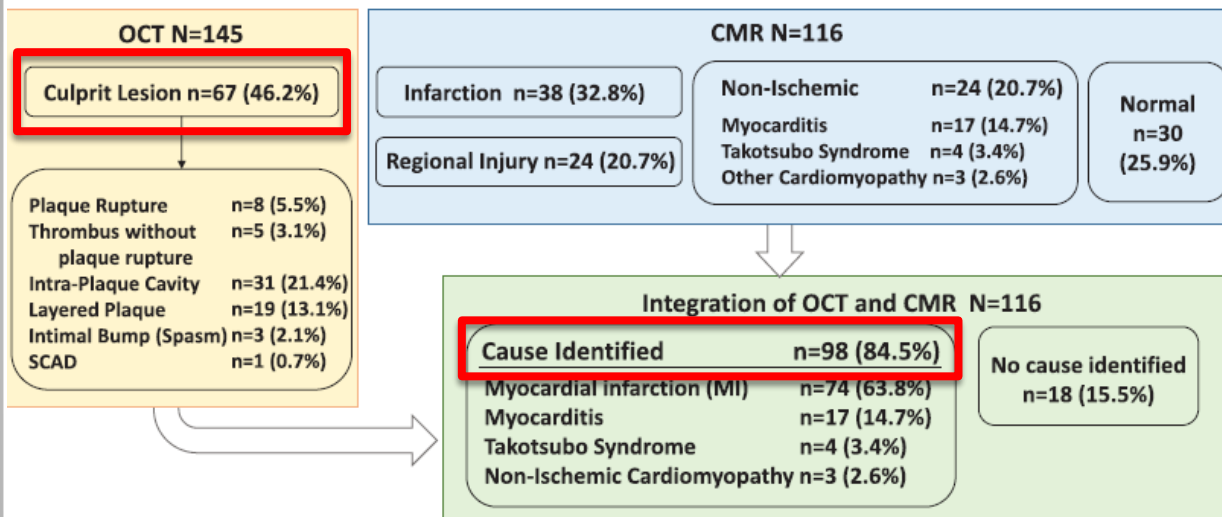 OCT N=145
Culprit Lesion n=67 (46.2%)
Plaque Rupture n=8 (5.5%)
Thrombus without n=5 (3.1%)
plaque rupture
Intra-Plaque Cavity n=31 (21.4%)
Layered Plaque n=19 (13.1%)
Intimal Bump (Spasm) n=3 (2.1%)
SCAD n=1 (0.7%)
CMR N=116
Infarction n=38 (32.8%)
Regional Injury n=24 (20.7%)
Non-Ischemic n=24 (20.7%)
Myocarditis n=17 (14.7%)
Takotsubo Syndrome n=4 (3.4%)
Other Cardiomyopathy n=3 (2.6%)
Normal
n=30
(25.9%)
Integration of OCT and CMR N=116
Cause Identified n=98 (84.5%)
Myocardial infarction (MI) n=74 (63.8%)
Myocarditis n=17 (14.7%)
Takotsubo Syndrome n=4 (3.4%)
Non-Ischemic Cardiomyopathy n=3 (2.6%)
No cause identified
n=18 (15.5%)